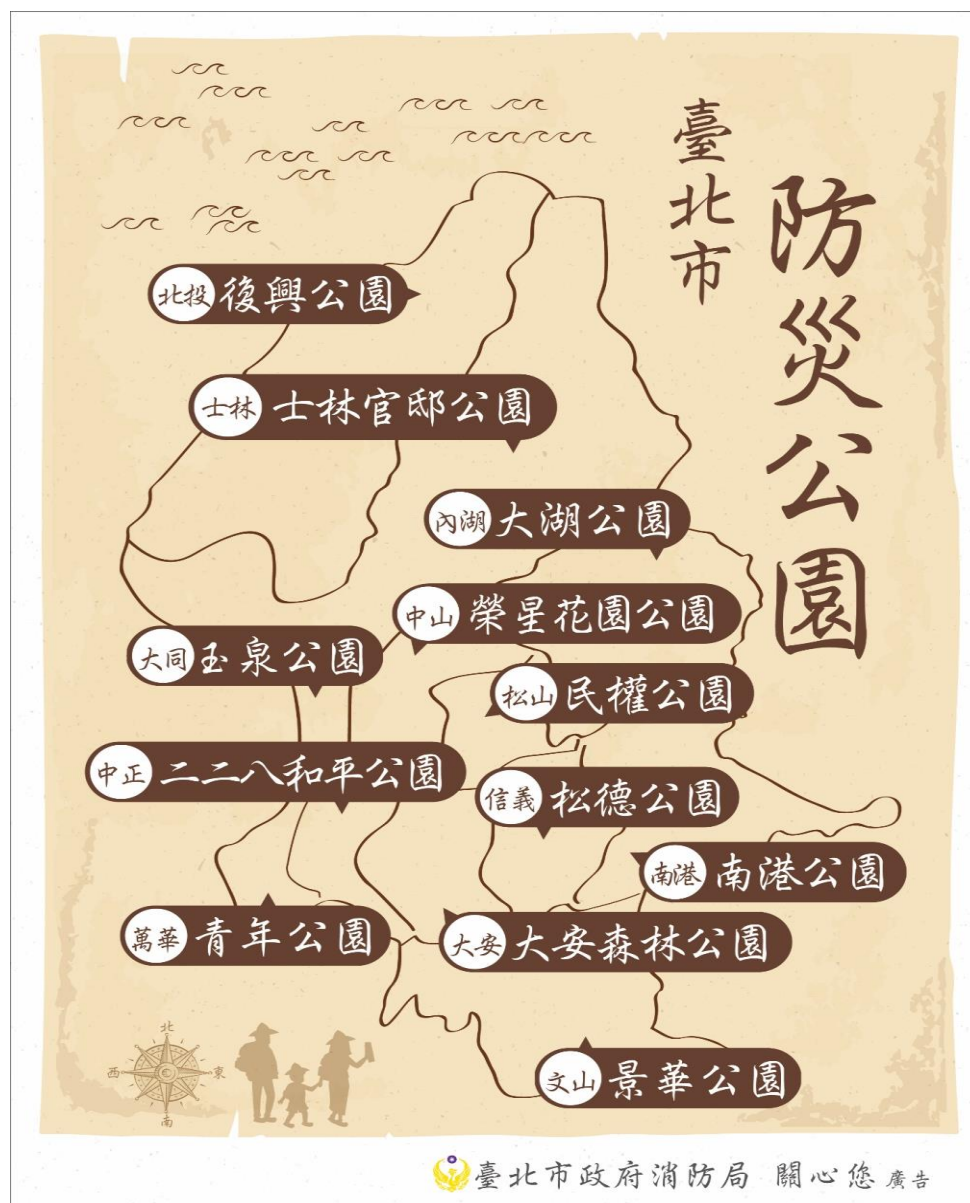 臺北市
防災公園
北投 復興公園
士林 士林官邸公園
內湖 大湖公園
中山 榮星花園公園
大同 玉泉公園
松山 民權公園
中正 二二八和平公園
信義 松德公園
南港 南港公園
萬華 青年公園
大安 大安森林公園
文山 景華公園
北
西
東
南
臺北市政府消防局 關心您 廣告